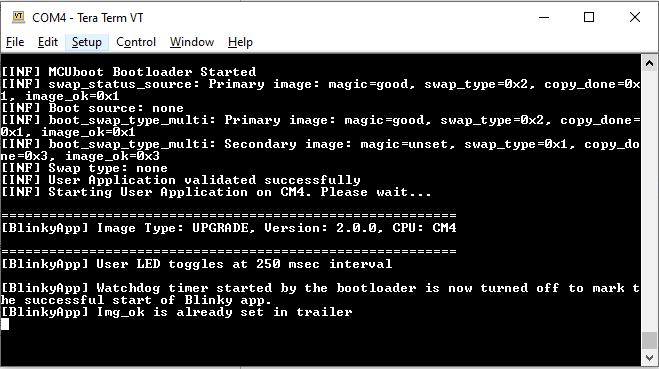 COM4 - Tera Term VT
File Edit Setup Control Window Help
[INF] MCUboot Bootloader Started
[INF] swap_status_source: Primary image: magic=good, swap_type=0x2, copy_done=0x
1, image_ok=0x1
[INF] Boot source: none
[INF] boot_swap_type_multi: Primary image: magic=good, swap_type=0x2, copy_done=
0x1, image_ok=0x1
[INF] boot_swap_type_multi: Secondary image: magic=unset, swap_type=0x1, copy_do
ne=0x3, image_ok=0x3
[INF] Swap type: none
[INF] User Application validated successfully
[INF] Starting User Application on CM4. Please wait...
===========================================================
[BlinkyApp] Image Type: UPGRADE, Version: 2.0.0, CPU: CM4
===========================================================
[BlinkyApp] User LED toggles at 250 msec interval
[BlinkyApp] Watchdog timer started by the bootloader is now turned off to mark t
he successful start of Blinky app.
[BlinkyApp] Img_ok is already set in trailer